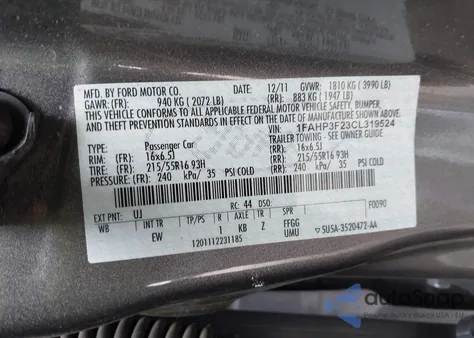 MFD. BY FORD MOTOR CO.
DATE: 12/11 GVWR: 1810 KG ( 3990 LB)
GAWR: (FR): 940 KG ( 2072 LB) (RR): 883 KG ( 1947 LB)
THIS VEHICLE CONFORMS TO ALL APPLICABLE FEDERAL MOTOR VEHICLE SAFETY, BUMPER,
AND THEFT PREVENTION STANDARDS IN EFFECT ON THE DATE OF MANUFACTURE SHOWN ABOVE.
VIN: 1FAHP3F23CL319524
TYPE: Passenger Car TRAILER TOWING - SEE OWNER GUIDE
RIM: (FR): 16x6.5J (RR): 16x6.5J
TIRE: (FR): 215/55R16 93H (RR): 215/55R16 93H
PRESSURE: (FR): 240 kPa/ 35 PSI COLD (RR): 240 kPa/ 35 PSI COLD
RC: 44 DSO: F0090
EXT PNT: UJ
WB INT TR TP/PS R AXLE TR SPR
EW 1 KB Z FFGG
UMU
1201112231185 5U5A-3520472-AA
autoSnap